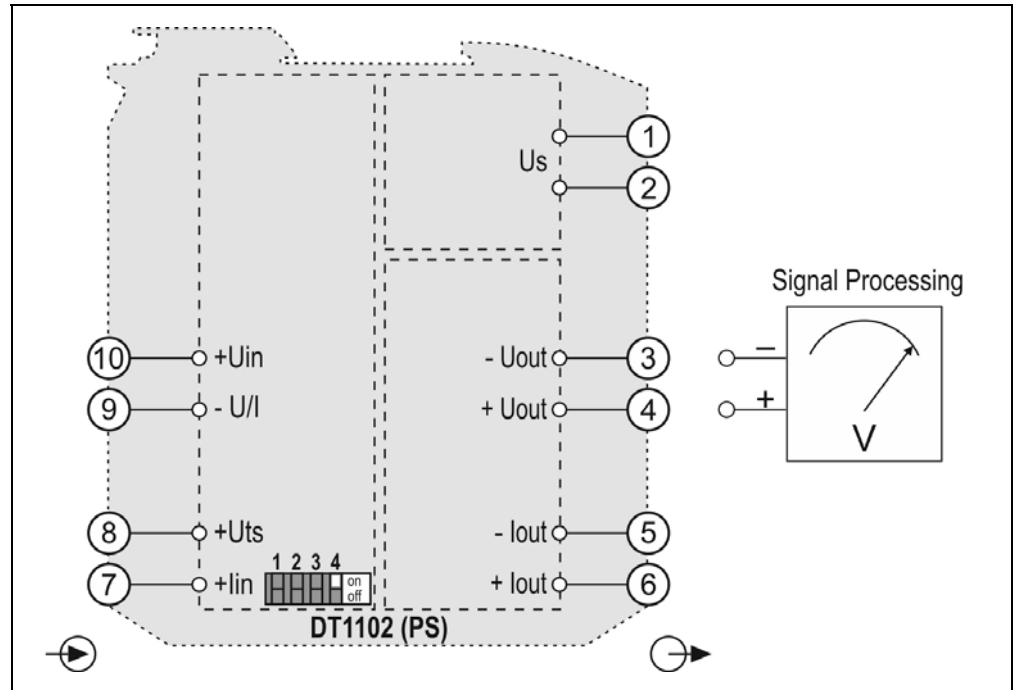 1
Us
2
Signal Processing
10 +Uin
- Uout 3
–
9 - U/I
+ Uout 4
+
V
8 +Uts
- Iout 5
1 2 3 4
on
off
7 +Iin
+ Iout 6
DT1102 (PS)